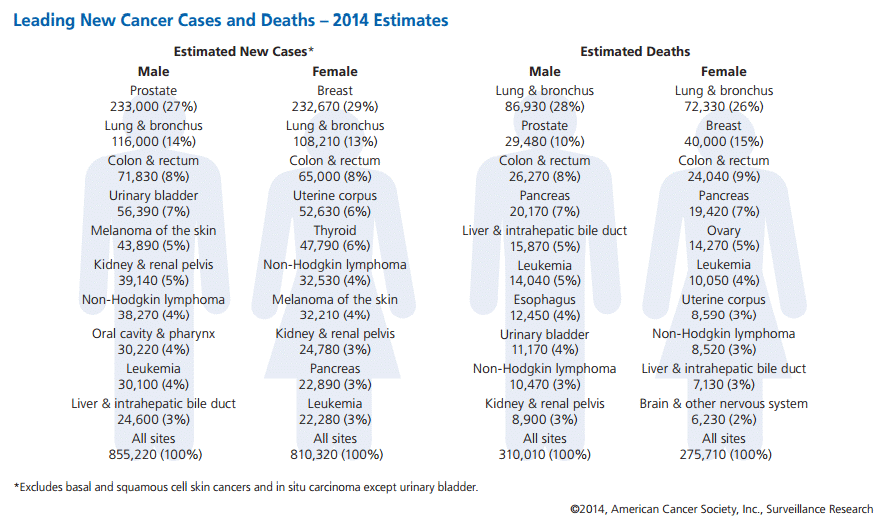 Leading New Cancer Cases and Deaths – 2014 Estimates
Estimated New Cases*
Male
Prostate
233,000 (27%)
Lung & bronchus
116,000 (14%)
Colon & rectum
71,830 (8%)
Urinary bladder
56,390 (7%)
Melanoma of the skin
43,890 (5%)
Kidney & renal pelvis
39,140 (5%)
Non-Hodgkin lymphoma
38,270 (4%)
Oral cavity & pharynx
30,220 (4%)
Leukemia
30,100 (4%)
Liver & intrahepatic bile duct
24,600 (3%)
All sites
855,220 (100%)
Female
Breast
232,670 (29%)
Lung & bronchus
108,210 (13%)
Colon & rectum
65,000 (8%)
Uterine corpus
52,630 (6%)
Thyroid
47,790 (6%)
Non-Hodgkin lymphoma
32,530 (4%)
Melanoma of the skin
32,210 (4%)
Kidney & renal pelvis
24,780 (3%)
Pancreas
22,890 (3%)
Leukemia
22,280 (3%)
All sites
810,320 (100%)
Estimated Deaths
Male
Lung & bronchus
86,930 (28%)
Prostate
29,480 (10%)
Colon & rectum
26,270 (8%)
Pancreas
20,170 (7%)
Liver & intrahepatic bile duct
15,870 (5%)
Leukemia
14,040 (5%)
Esophagus
12,450 (4%)
Urinary bladder
11,170 (4%)
Non-Hodgkin lymphoma
10,470 (3%)
Kidney & renal pelvis
8,900 (3%)
All sites
310,010 (100%)
Female
Lung & bronchus
72,330 (26%)
Breast
40,000 (15%)
Colon & rectum
24,040 (9%)
Pancreas
19,420 (7%)
Ovary
14,270 (5%)
Leukemia
10,050 (4%)
Uterine corpus
8,590 (3%)
Non-Hodgkin lymphoma
8,520 (3%)
Liver & intrahepatic bile duct
7,130 (3%)
Brain & other nervous system
6,230 (2%)
All sites
275,710 (100%)
*Excludes basal and squamous cell skin cancers and in situ carcinoma except urinary bladder.
©2014, American Cancer Society, Inc., Surveillance Research